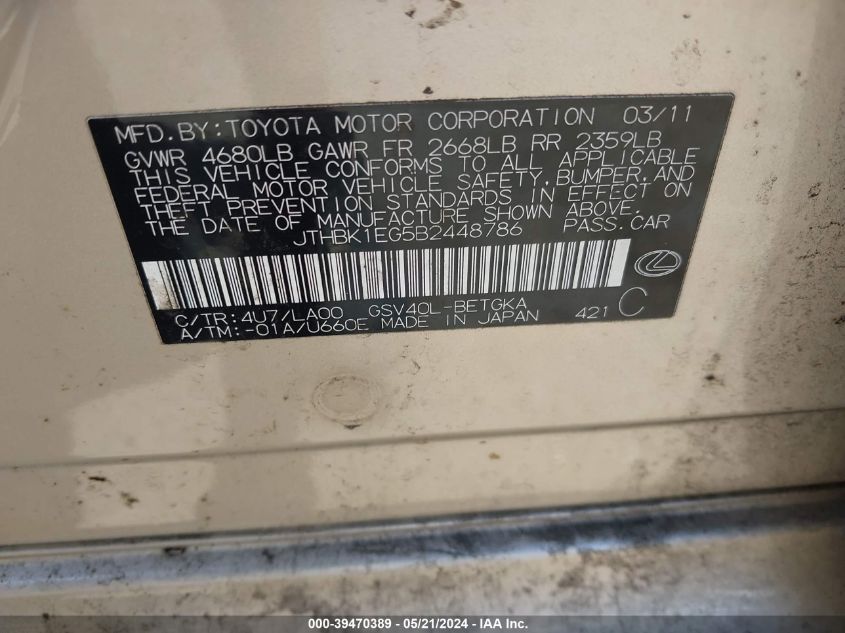 MFD.BY:TOYOTA MOTOR CORPORATION 03/11
GVWR 4680LB GAWR FR 2668LB RR 2359LB
THIS VEHICLE CONFORMS TO ALL APPLICABLE
FEDERAL MOTOR VEHICLE SAFETY,BUMPER,AND
THEFT PREVENTION STANDARDS IN EFFECT ON
THE DATE OF MANUFACTURE SHOWN ABOVE.
JTHBK1EG5B2448786 PASS.CAR
C/TR:4U7/LA00 GSV40L-BETGKA
A/TM:-01A/U660E MADE IN JAPAN 421 C
000-39470389 - 05/21/2024 - IAA Inc.